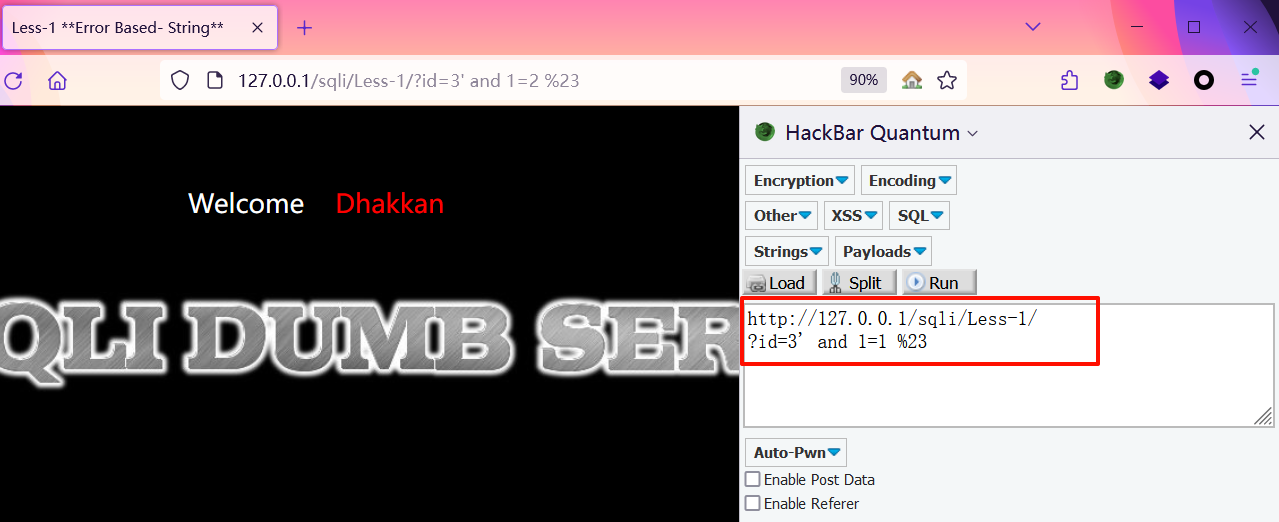 Less-1 **Error Based- String**
127.0.0.1/sqli/Less-1/?id=3' and 1=2 %23
90%
HackBar Quantum
Welcome Dhakkan
QLI DUMB SER
Encryption Encoding
Other XSS SQL
Strings Payloads
Load Split Run
http://127.0.0.1/sqli/Less-1/
?id=3' and 1=1 %23
Auto-Pwn
Enable Post Data
Enable Referer